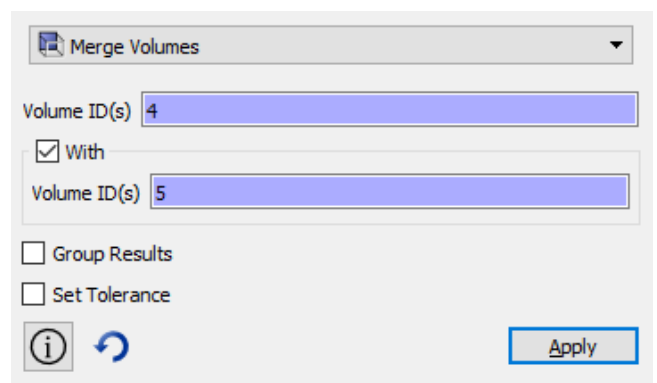 Merge Volumes
Volume ID(s) 4
With
Volume ID(s) 5
Group Results
Set Tolerance
Apply